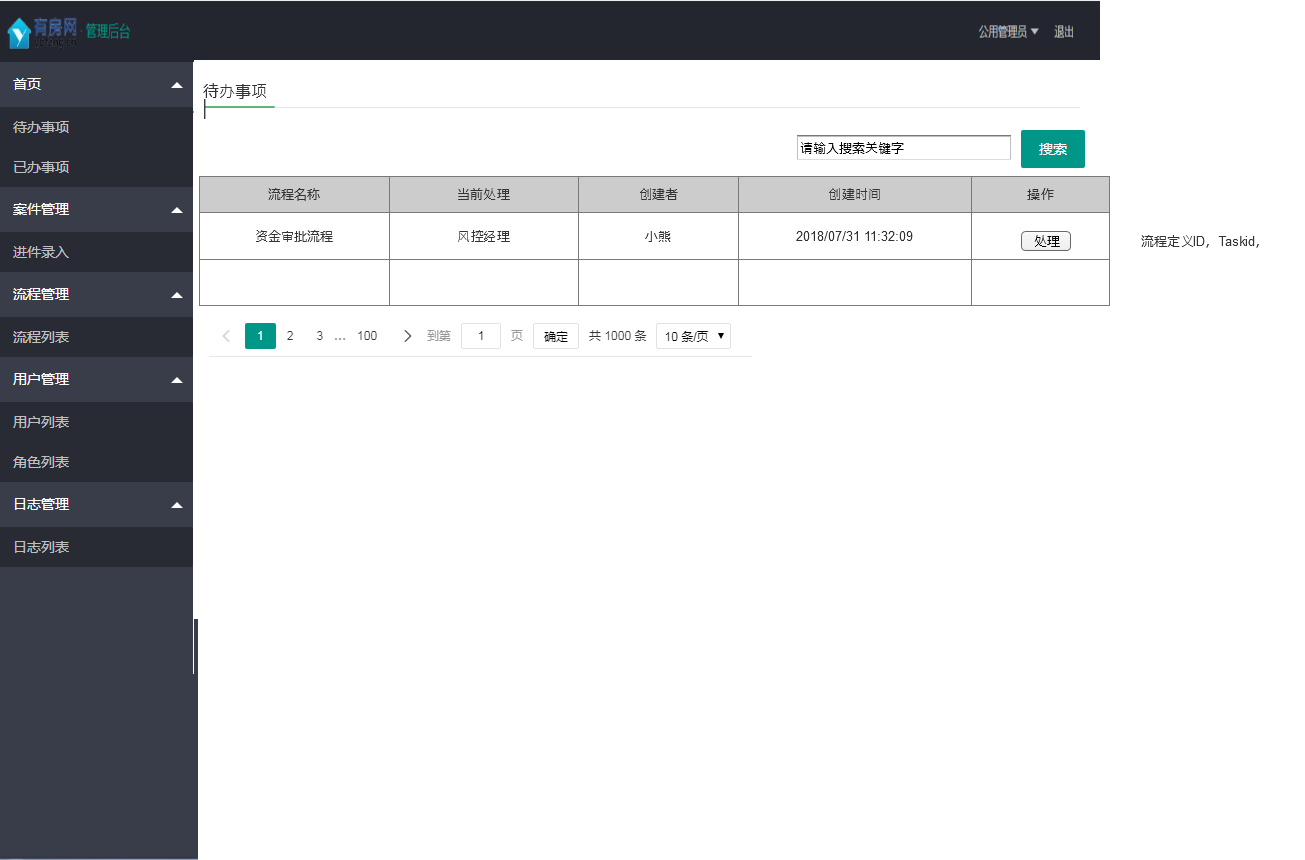 有房网 管理后台
公用管理员 退出
首页
待办事项
已办事项
案件管理
进件录入
流程管理
流程列表
用户管理
用户列表
角色列表
日志管理
日志列表
待办事项
请输入搜索关键字 搜索
流程名称 当前处理 创建者 创建时间 操作
资金审批流程 风控经理 小熊 2018/07/31 11:32:09 处理
流程定义ID，Taskid，
1 2 3 … 100 到第 1 页 确定 共 1000 条 10 条/页